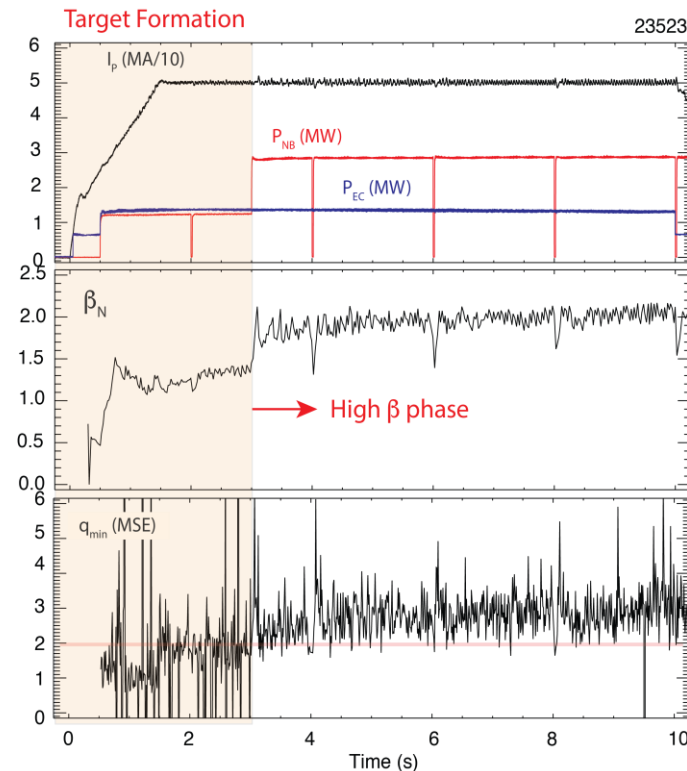 Target Formation
23523
6
I_p (MA/10)
5
4
P_NB (MW)
3
P_EC (MW)
2
1
0
2.5
β_N
2.0
1.5
1.0
High β phase
0.5
0.0
6
q_min (MSE)
5
4
3
2
1
0
0 2 4 6 8 10
Time (s)